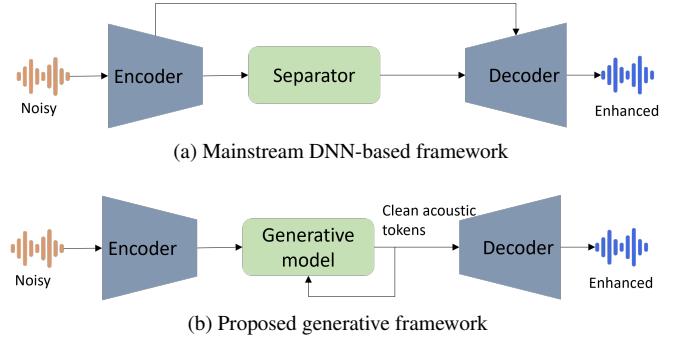 Encoder
Separator
Decoder
Noisy
Enhanced
(a) Mainstream DNN-based framework
Clean acoustic
tokens
Encoder
Generative
model
Decoder
Noisy
Enhanced
(b) Proposed generative framework